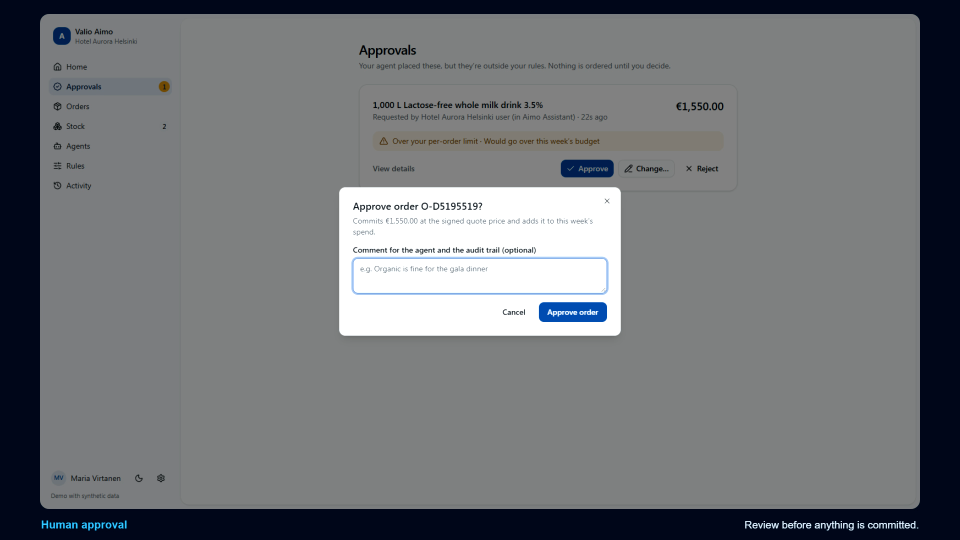 A
Valio Aimo
Hotel Aurora Helsinki
Home
Approvals 1
Orders
Stock 2
Agents
Rules
Activity
Approvals
Your agent placed these, but they're outside your rules. Nothing is ordered until you decide.
1,000 L Lactose-free whole milk drink 3.5% €1,550.00
Requested by Hotel Aurora Helsinki user (in Aimo Assistant) · 22s ago
Over your per-order limit · Would go over this week's budget
View details Approve Change... Reject
Approve order O-D5195519?
Commits €1,550.00 at the signed quote price and adds it to this week's
spend.
Comment for the agent and the audit trail (optional)
e.g. Organic is fine for the gala dinner
Cancel Approve order
MV Maria Virtanen
Demo with synthetic data
Human approval Review before anything is committed.